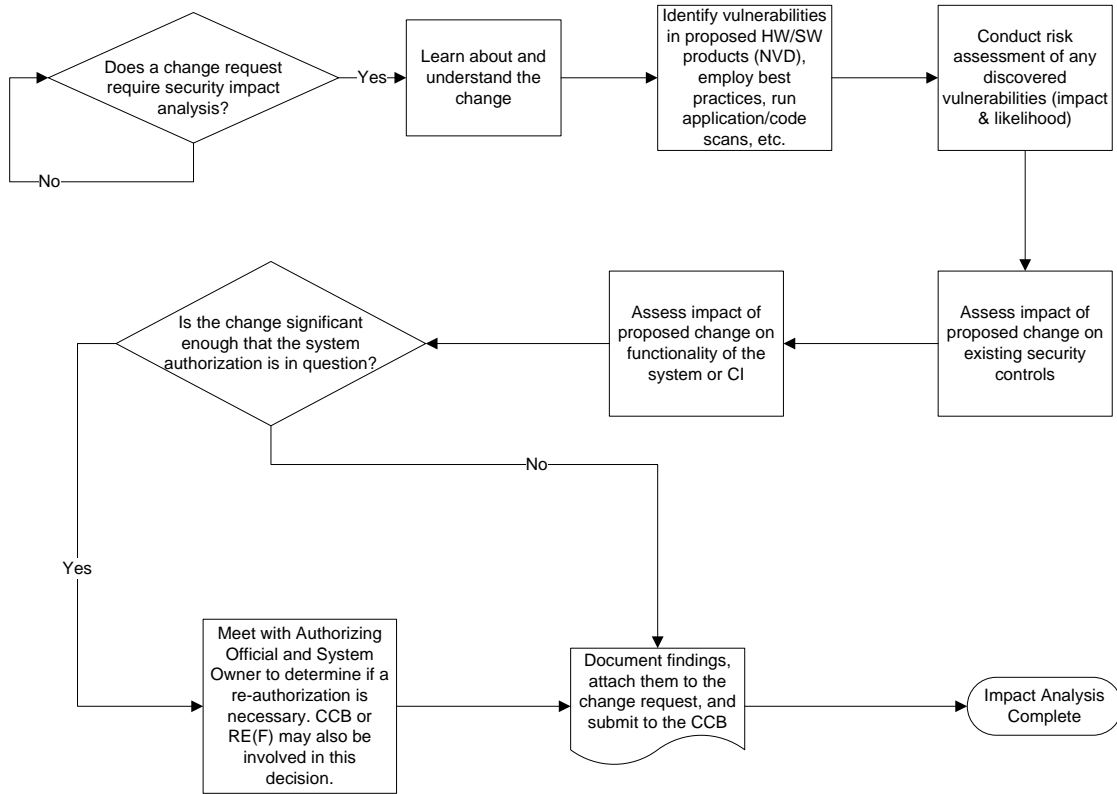 Does a change request
require security impact
analysis?
Yes
No
Learn about and
understand the
change
Identify vulnerabilities
in proposed HW/SW
products (NVD),
employ best
practices, run
application/code
scans, etc.
Conduct risk
assessment of any
discovered
vulnerabilities (impact
& likelihood)
Assess impact of
proposed change on
existing security
controls
Assess impact of
proposed change on
functionality of the
system or CI
Is the change significant
enough that the system
authorization is in question?
No
Yes
Meet with Authorizing
Official and System
Owner to determine if a
re-authorization is
necessary. CCB or
RE(F) may also be
involved in this
decision.
Document findings,
attach them to the
change request, and
submit to the CCB
Impact Analysis
Complete